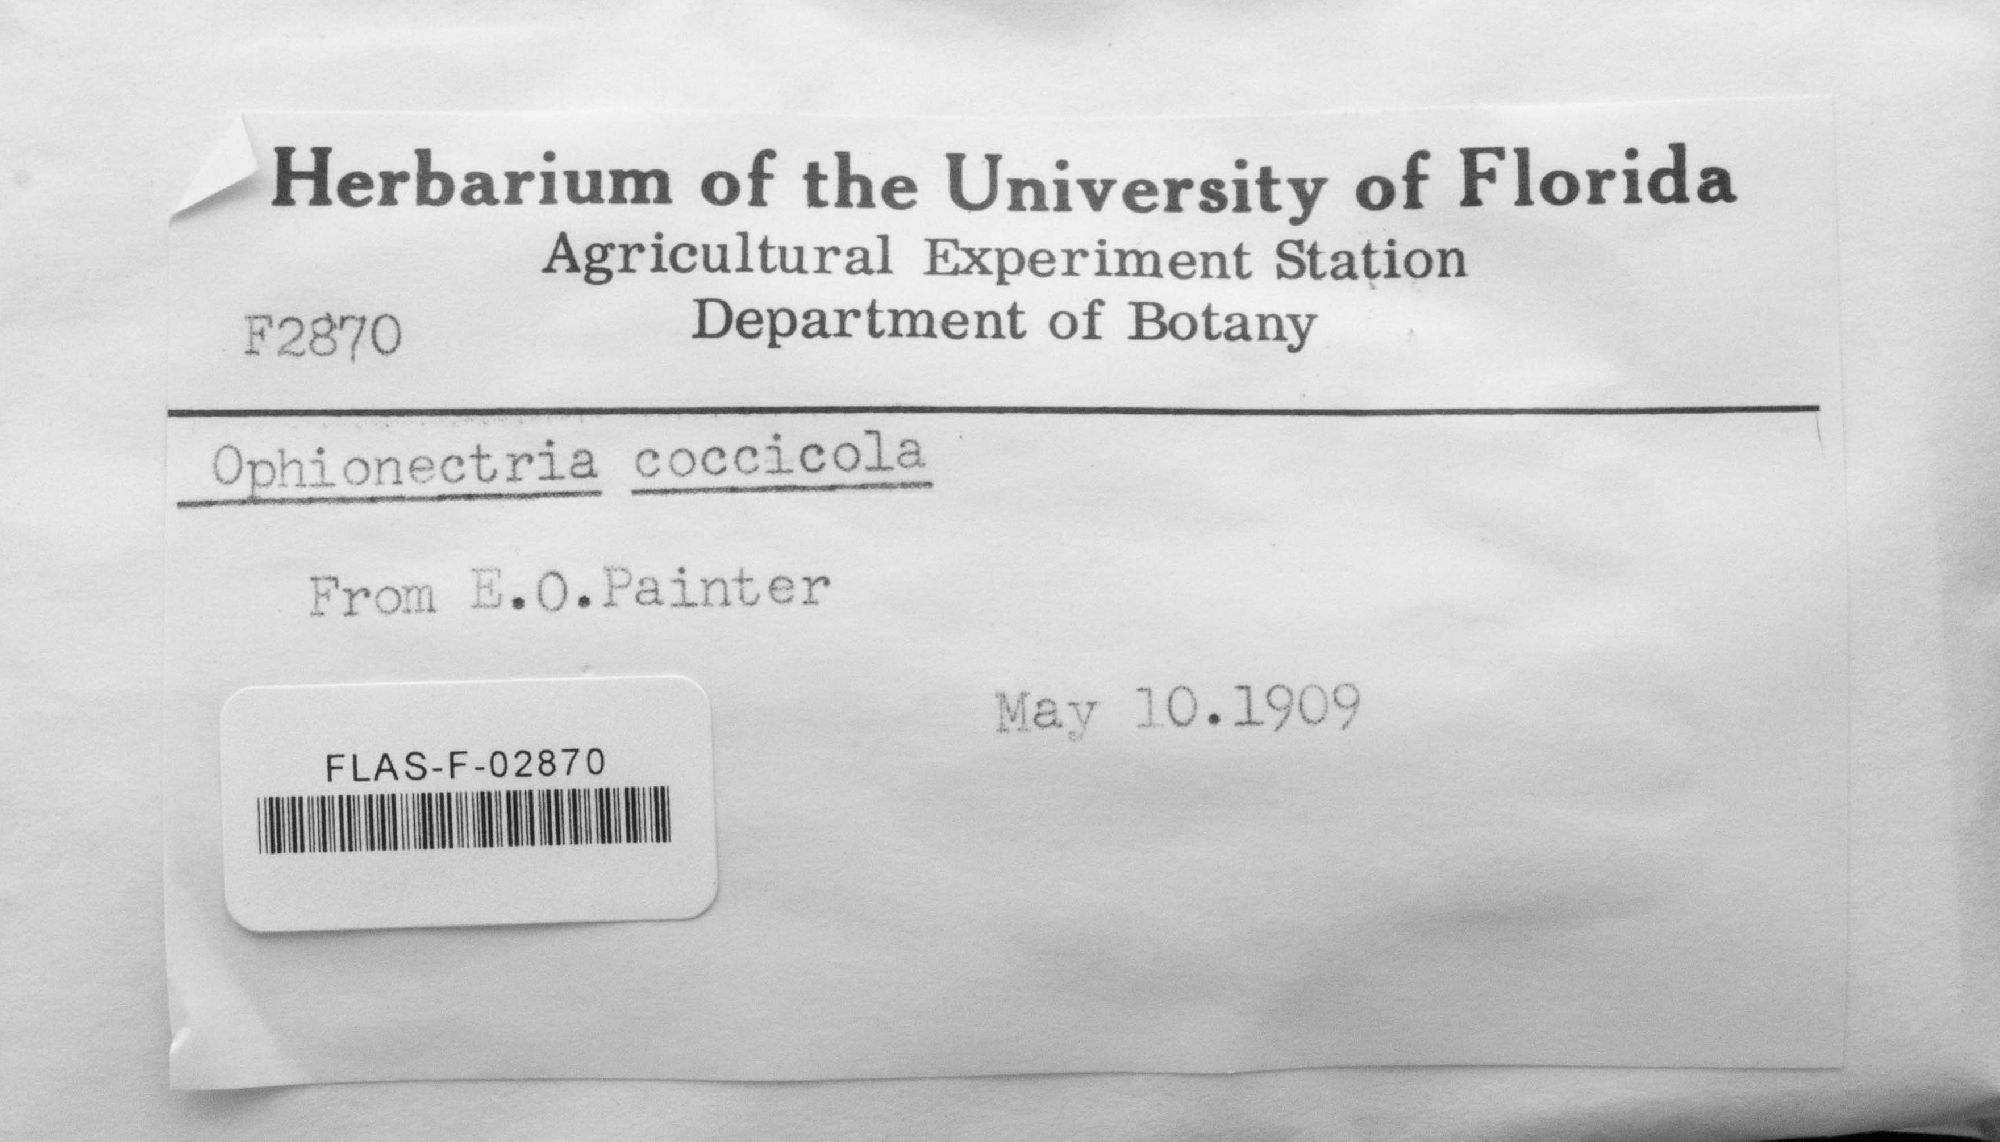 Herbarium of the University of Florida
Agricultural Experiment Station
Department of Botany
F2870
Ophionectria coccicola
From E.O.Painter
May 10.1909
FLAS-F-02870